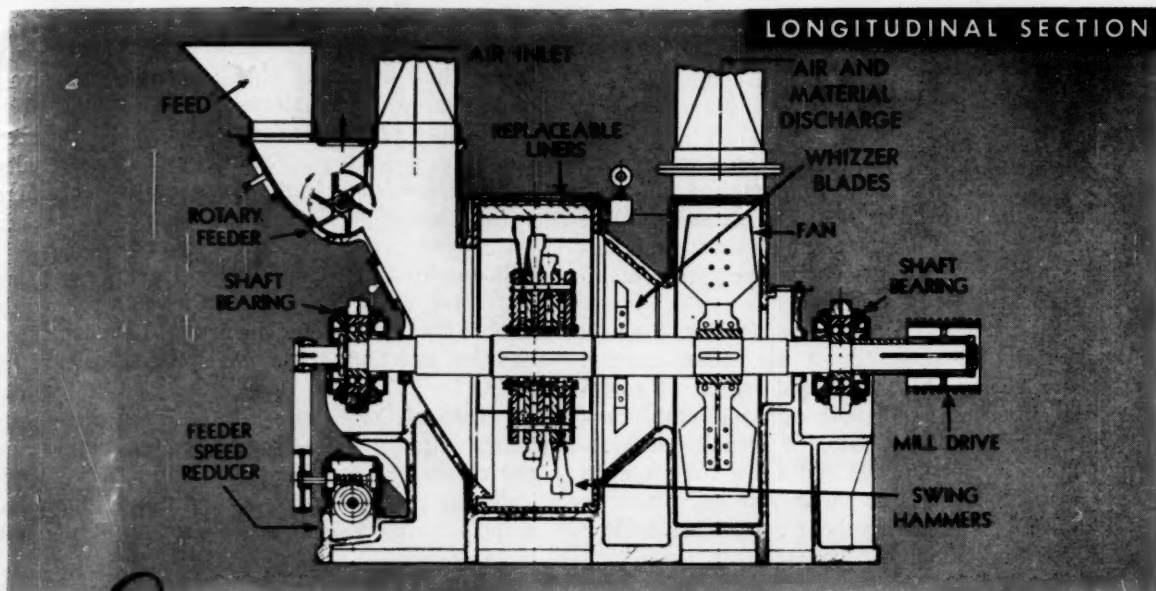 LONGITUDINAL SECTION
AIR INLET
FEED
AIR AND
MATERIAL
DISCHARGE
REPLACEABLE
LINERS
WHIZZER
BLADES
ROTARY
FEEDER
FAN
SHAFT
BEARING
SHAFT
BEARING
FEEDER
SPEED
REDUCER
MILL DRIVE
SWING
HAMMERS